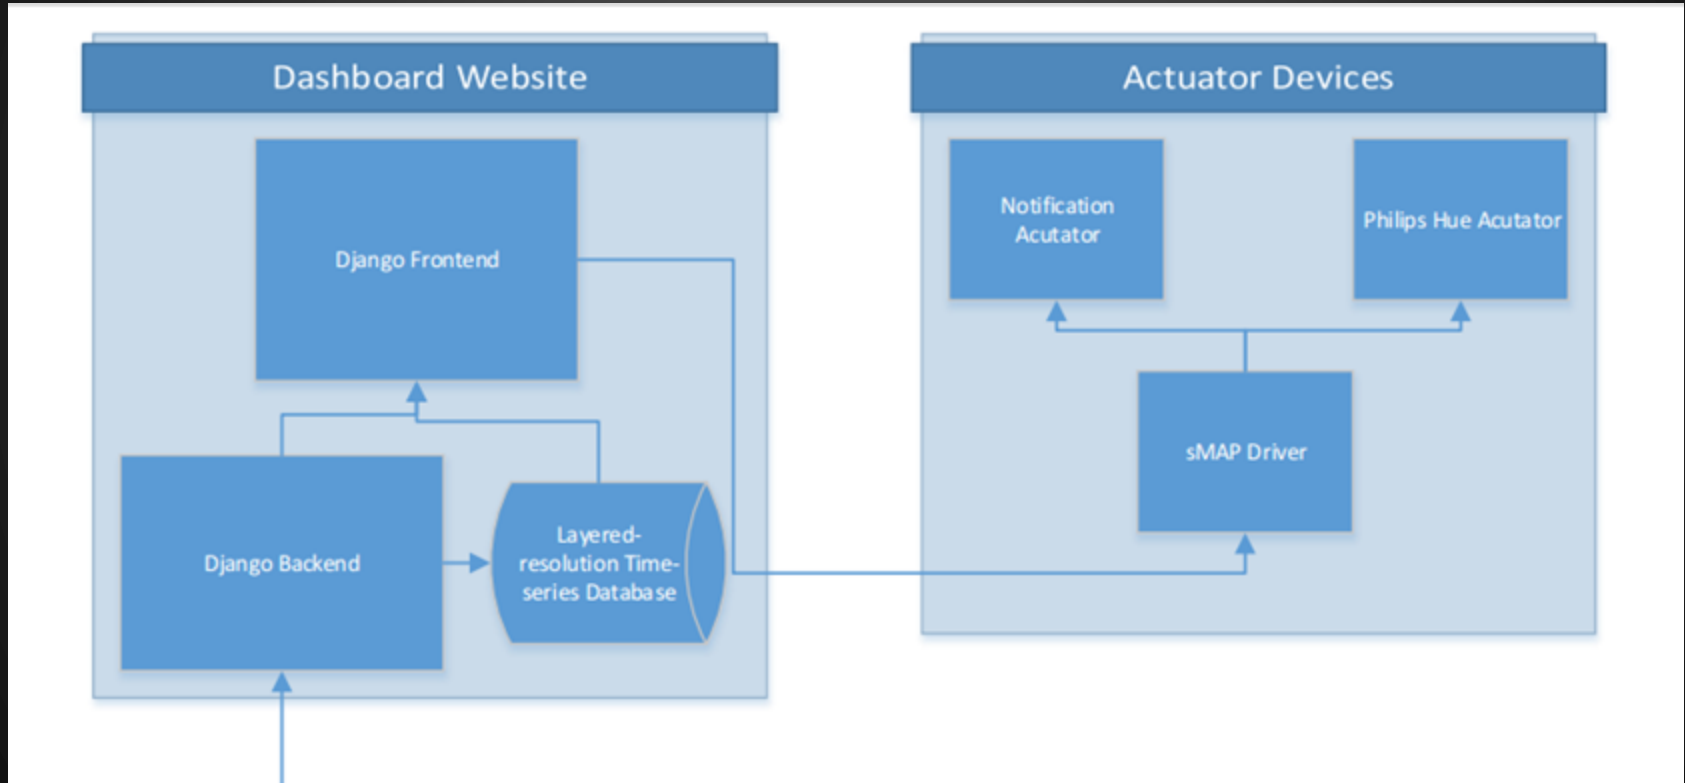 Dashboard Website
Actuator Devices
Django Frontend
Notification
Acutator
Philips Hue Acutator
sMAP Driver
Django Backend
Layered-
resolution Time-
series Database